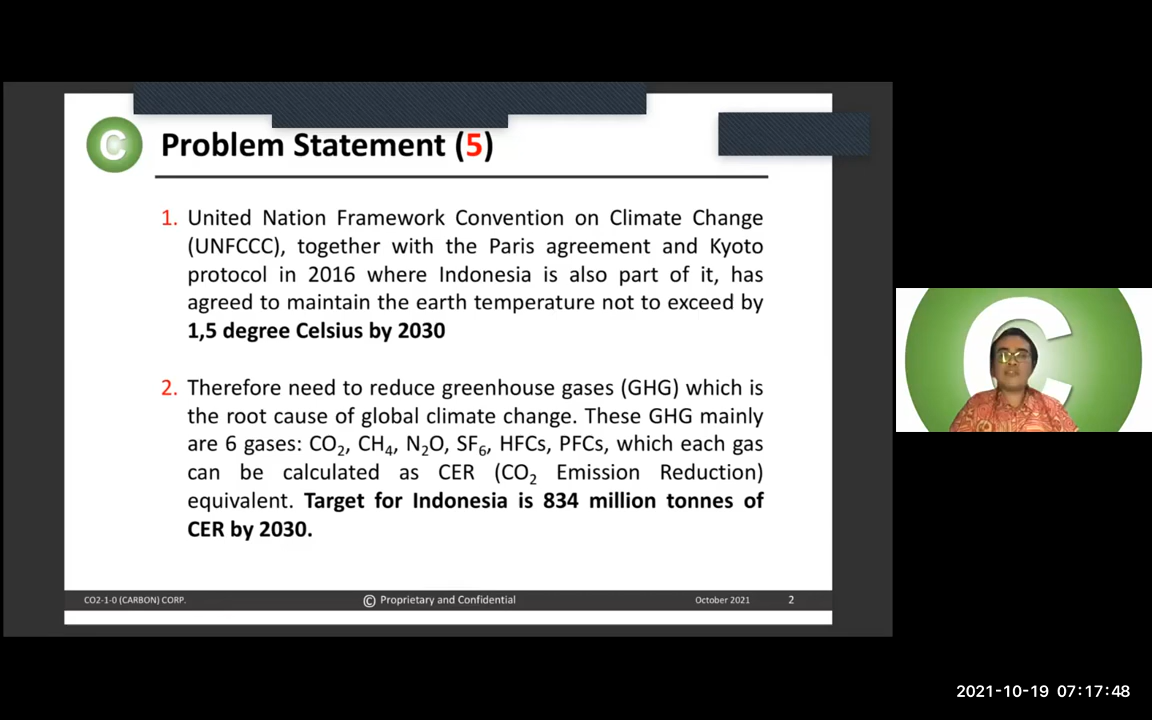 C
Problem Statement (5)
1. United Nation Framework Convention on Climate Change
(UNFCCC), together with the Paris agreement and Kyoto
protocol in 2016 where Indonesia is also part of it, has
agreed to maintain the earth temperature not to exceed by
1,5 degree Celsius by 2030
2. Therefore need to reduce greenhouse gases (GHG) which is
the root cause of global climate change. These GHG mainly
are 6 gases: CO₂, CH₄, N₂O, SF₆, HFCs, PFCs, which each gas
can be calculated as CER (CO₂ Emission Reduction)
equivalent. Target for Indonesia is 834 million tonnes of
CER by 2030.
CO2-1-0 (CARBON) CORP.
© Proprietary and Confidential
October 2021
2
C
2021-10-19 07:17:48